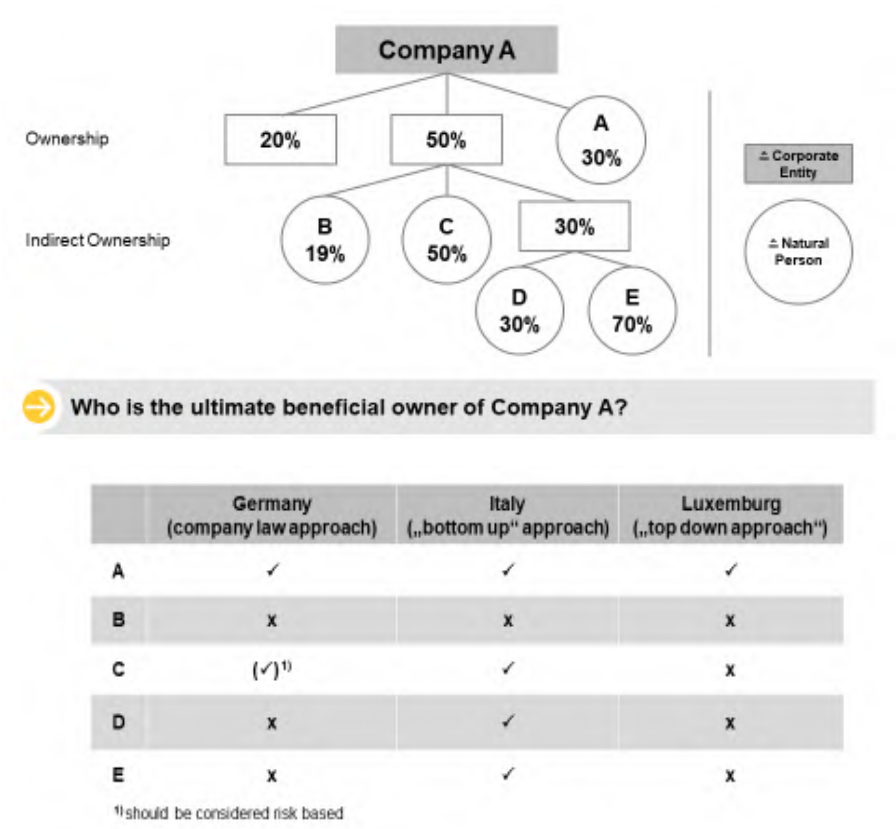 Company A
Ownership
20%
50%
A
30%
≙ Corporate
Entity
Indirect Ownership
B
19%
C
50%
30%
≙ Natural
Person
D
30%
E
70%
Who is the ultimate beneficial owner of Company A?
Germany
(company law approach)
Italy
(„bottom up“ approach)
Luxemburg
(„top down approach“)
A ✓ ✓ ✓
B x x x
C (✓)¹⁾ ✓ x
D x ✓ x
E x ✓ x
¹⁾ should be considered risk based